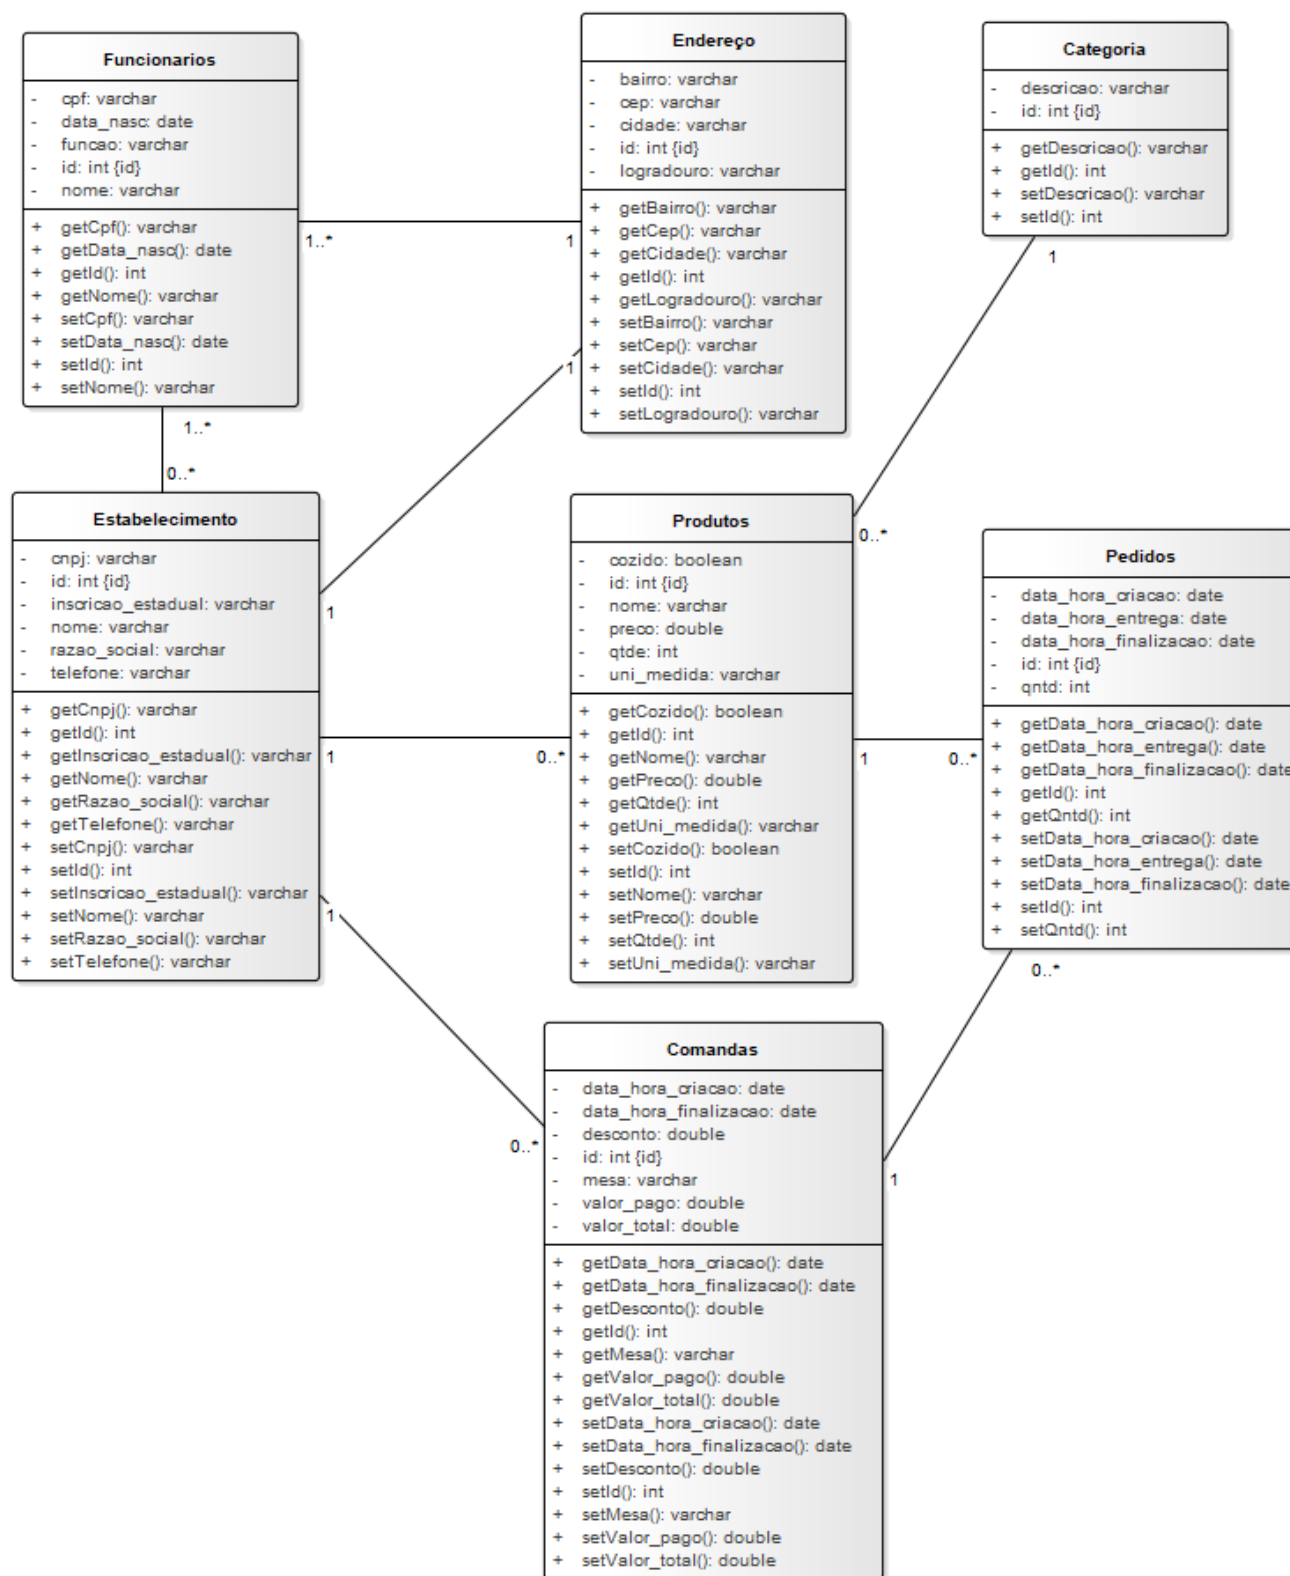 Funcionarios
- cpf: varchar
- data_nasc: date
- funcao: varchar
- id: int {id}
- nome: varchar
+ getCpf(): varchar
+ getData_nasc(): date
+ getId(): int
+ getNome(): varchar
+ setCpf(): varchar
+ setData_nasc(): date
+ setId(): int
+ setNome(): varchar
Endereço
- bairro: varchar
- cep: varchar
- cidade: varchar
- id: int {id}
- logradouro: varchar
+ getBairro(): varchar
+ getCep(): varchar
+ getCidade(): varchar
+ getId(): int
+ getLogradouro(): varchar
+ setBairro(): varchar
+ setCep(): varchar
+ setCidade(): varchar
+ setId(): int
+ setLogradouro(): varchar
Categoria
- descricao: varchar
- id: int {id}
+ getDescricao(): varchar
+ getId(): int
+ setDescricao(): varchar
+ setId(): int
1..*
1
1
1
1..*
0..*
1
0..*
Estabelecimento
- cnpj: varchar
- id: int {id}
- inscricao_estadual: varchar
- nome: varchar
- razao_social: varchar
- telefone: varchar
+ getCnpj(): varchar
+ getId(): int
+ getInscricao_estadual(): varchar
+ getNome(): varchar
+ getRazao_social(): varchar
+ getTelefone(): varchar
+ setCnpj(): varchar
+ setId(): int
+ setInscricao_estadual(): varchar
+ setNome(): varchar
+ setRazao_social(): varchar
+ setTelefone(): varchar
Produtos
- cozido: boolean
- id: int {id}
- nome: varchar
- preco: double
- qtde: int
- uni_medida: varchar
+ getCozido(): boolean
+ getId(): int
+ getNome(): varchar
+ getPreco(): double
+ getQtde(): int
+ getUni_medida(): varchar
+ setCozido(): boolean
+ setId(): int
+ setNome(): varchar
+ setPreco(): double
+ setQtde(): int
+ setUni_medida(): varchar
Pedidos
- data_hora_criacao: date
- data_hora_entrega: date
- data_hora_finalizacao: date
- id: int {id}
- qntd: int
+ getData_hora_criacao(): date
+ getData_hora_entrega(): date
+ getData_hora_finalizacao(): date
+ getId(): int
+ getQntd(): int
+ setData_hora_criacao(): date
+ setData_hora_entrega(): date
+ setData_hora_finalizacao(): date
+ setId(): int
+ setQntd(): int
1
0..*
1
0..*
1
0..*
0..*
1
Comandas
- data_hora_criacao: date
- data_hora_finalizacao: date
- desconto: double
- id: int {id}
- mesa: varchar
- valor_pago: double
- valor_total: double
+ getData_hora_criacao(): date
+ getData_hora_finalizacao(): date
+ getDesconto(): double
+ getId(): int
+ getMesa(): varchar
+ getValor_pago(): double
+ getValor_total(): double
+ setData_hora_criacao(): date
+ setData_hora_finalizacao(): date
+ setDesconto(): double
+ setId(): int
+ setMesa(): varchar
+ setValor_pago(): double
+ setValor_total(): double